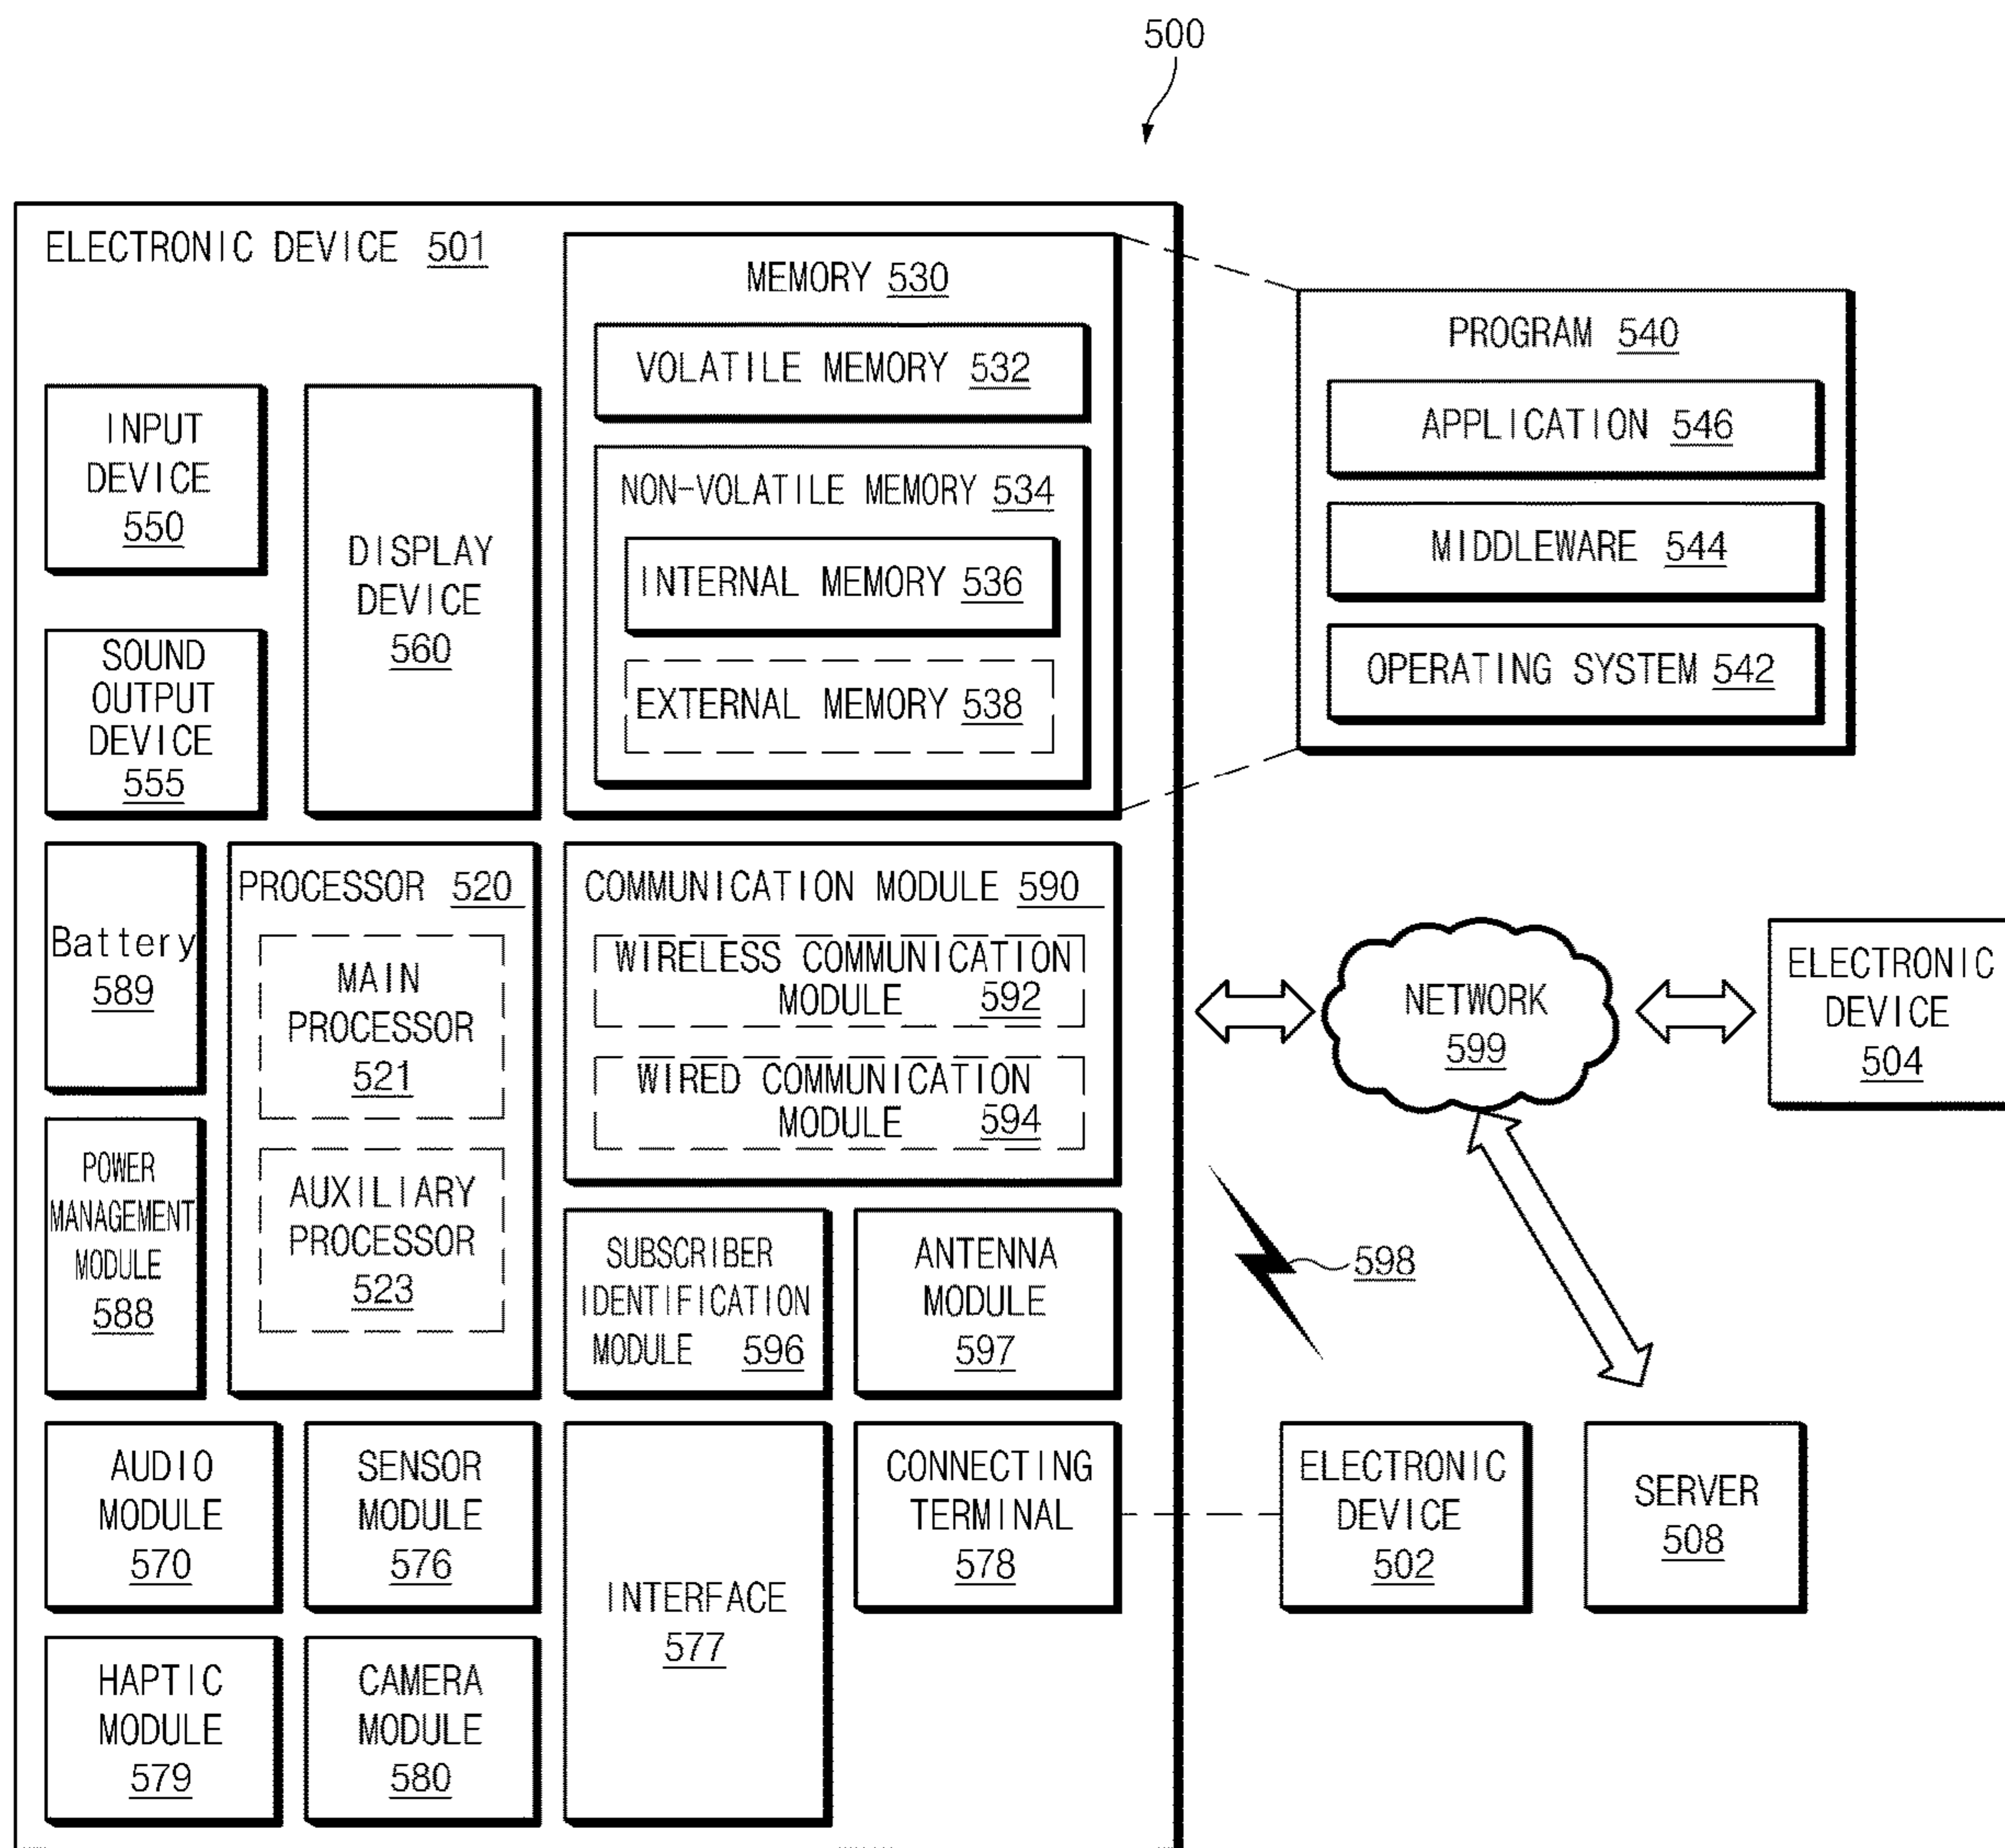 500
ELECTRONIC DEVICE 501
MEMORY 530
VOLATILE MEMORY 532
NON-VOLATILE MEMORY 534
INTERNAL MEMORY 536
EXTERNAL MEMORY 538
PROGRAM 540
APPLICATION 546
MIDDLEWARE 544
OPERATING SYSTEM 542
INPUT
DEVICE
550
DISPLAY
DEVICE
560
SOUND
OUTPUT
DEVICE
555
Battery
589
PROCESSOR 520
MAIN
PROCESSOR
521
AUXILIARY
PROCESSOR
523
COMMUNICATION MODULE 590
WIRELESS COMMUNICATION
MODULE 592
WIRED COMMUNICATION
MODULE 594
NETWORK
599
ELECTRONIC
DEVICE
504
POWER
MANAGEMENT
MODULE
588
SUBSCRIBER
IDENTIFICATION
MODULE 596
ANTENNA
MODULE
597
598
AUDIO
MODULE
570
SENSOR
MODULE
576
INTERFACE
577
CONNECTING
TERMINAL
578
ELECTRONIC
DEVICE
502
SERVER
508
HAPTIC
MODULE
579
CAMERA
MODULE
580